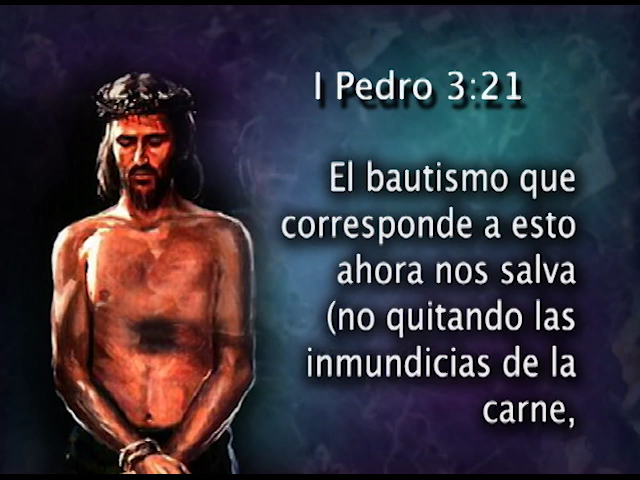 I Pedro 3:21
El bautismo que
corresponde a esto
ahora nos salva
(no quitando las
inmundicias de la
carne,